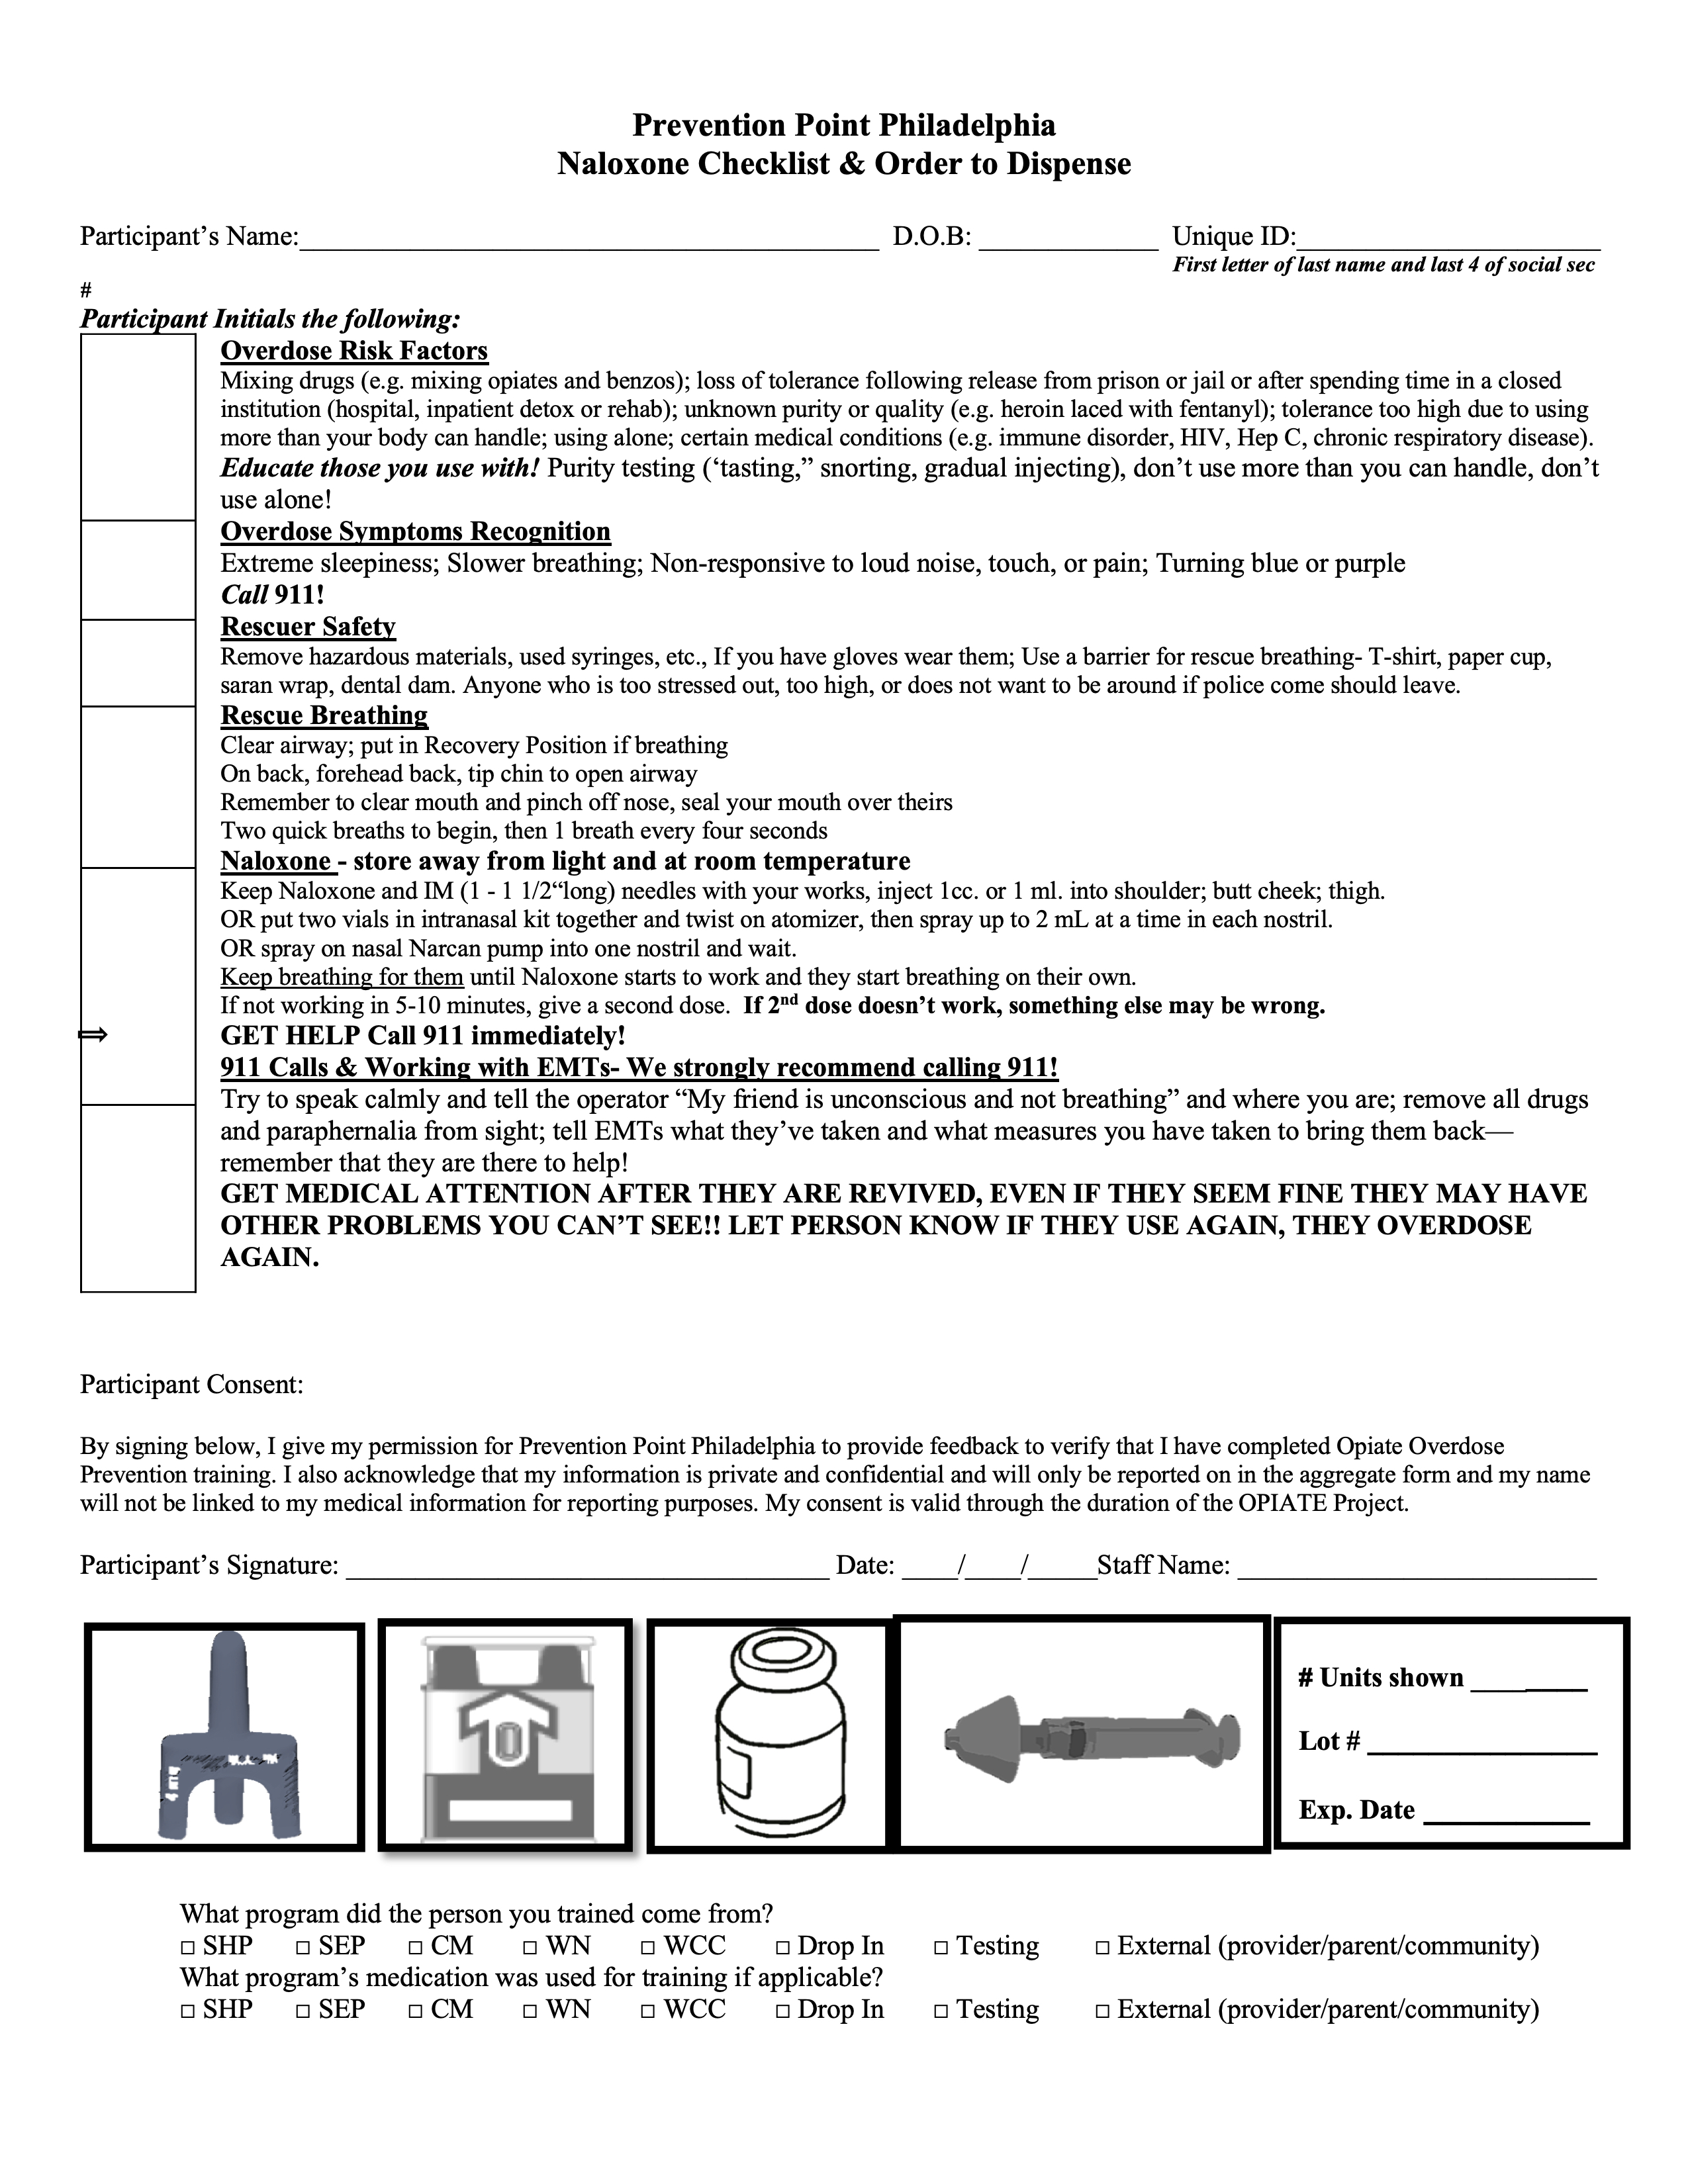 Prevention Point Philadelphia
Naloxone Checklist & Order to Dispense
Participant’s Name:__________________________________________ D.O.B: _____________ Unique ID:______________________
First letter of last name and last 4 of social sec
#
Participant Initials the following:
Overdose Risk Factors
Mixing drugs (e.g. mixing opiates and benzos); loss of tolerance following release from prison or jail or after spending time in a closed
institution (hospital, inpatient detox or rehab); unknown purity or quality (e.g. heroin laced with fentanyl); tolerance too high due to using
more than your body can handle; using alone; certain medical conditions (e.g. immune disorder, HIV, Hep C, chronic respiratory disease).
Educate those you use with! Purity testing (‘tasting,” snorting, gradual injecting), don’t use more than you can handle, don’t
use alone!
Overdose Symptoms Recognition
Extreme sleepiness; Slower breathing; Non-responsive to loud noise, touch, or pain; Turning blue or purple
Call 911!
Rescuer Safety
Remove hazardous materials, used syringes, etc., If you have gloves wear them; Use a barrier for rescue breathing- T-shirt, paper cup,
saran wrap, dental dam. Anyone who is too stressed out, too high, or does not want to be around if police come should leave.
Rescue Breathing
Clear airway; put in Recovery Position if breathing
On back, forehead back, tip chin to open airway
Remember to clear mouth and pinch off nose, seal your mouth over theirs
Two quick breaths to begin, then 1 breath every four seconds
Naloxone - store away from light and at room temperature
Keep Naloxone and IM (1 - 1 1/2“long) needles with your works, inject 1cc. or 1 ml. into shoulder; butt cheek; thigh.
OR put two vials in intranasal kit together and twist on atomizer, then spray up to 2 mL at a time in each nostril.
OR spray on nasal Narcan pump into one nostril and wait.
Keep breathing for them until Naloxone starts to work and they start breathing on their own.
If not working in 5-10 minutes, give a second dose. If 2nd dose doesn’t work, something else may be wrong.
⇒ GET HELP Call 911 immediately!
911 Calls & Working with EMTs- We strongly recommend calling 911!
Try to speak calmly and tell the operator “My friend is unconscious and not breathing” and where you are; remove all drugs
and paraphernalia from sight; tell EMTs what they’ve taken and what measures you have taken to bring them back—
remember that they are there to help!
GET MEDICAL ATTENTION AFTER THEY ARE REVIVED, EVEN IF THEY SEEM FINE THEY MAY HAVE
OTHER PROBLEMS YOU CAN’T SEE!! LET PERSON KNOW IF THEY USE AGAIN, THEY OVERDOSE
AGAIN.
Participant Consent:
By signing below, I give my permission for Prevention Point Philadelphia to provide feedback to verify that I have completed Opiate Overdose
Prevention training. I also acknowledge that my information is private and confidential and will only be reported on in the aggregate form and my name
will not be linked to my medical information for reporting purposes. My consent is valid through the duration of the OPIATE Project.
Participant’s Signature: ___________________________________ Date: ____/____/_____Staff Name: __________________________
# Units shown __________
Lot # ____________________
Exp. Date ______________
What program did the person you trained come from?
□ SHP □ SEP □ CM □ WN □ WCC □ Drop In □ Testing □ External (provider/parent/community)
What program’s medication was used for training if applicable?
□ SHP □ SEP □ CM □ WN □ WCC □ Drop In □ Testing □ External (provider/parent/community)